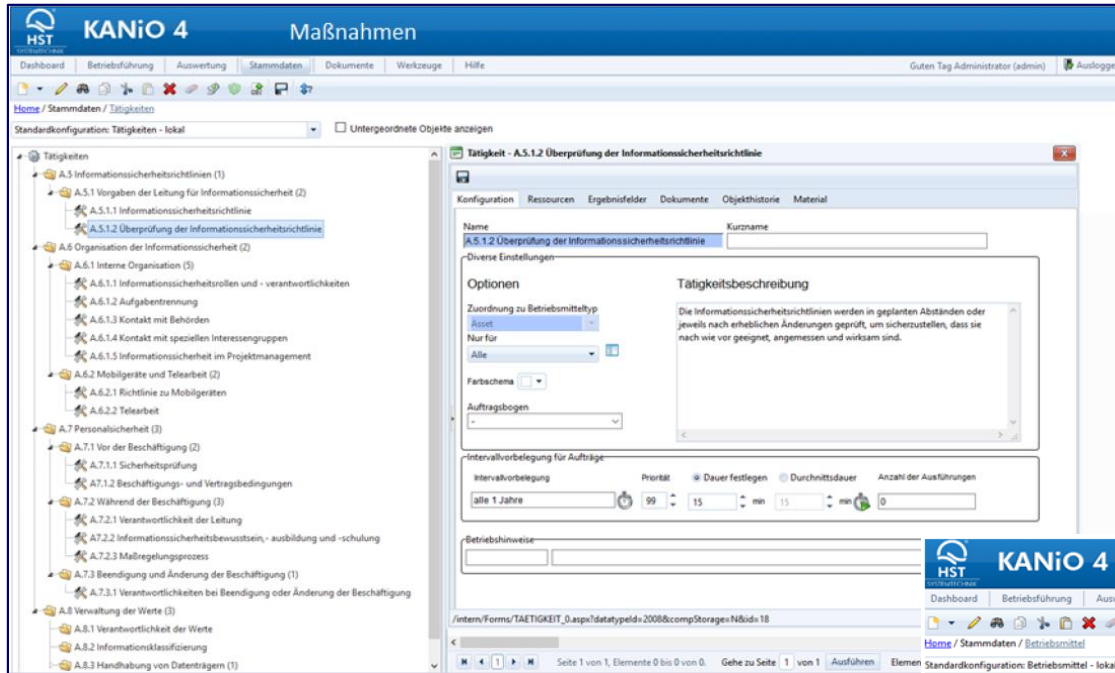 HST
SYSTEMTECHNIK
KANiO 4
Maßnahmen
Dashboard Betriebsführung Auswertung Stammdaten Dokumente Werkzeuge Hilfe
Guten Tag Administrator (admin) Auslogge
Home / Stammdaten / Tätigkeiten
Standardkonfiguration: Tätigkeiten - lokal
Untergeordnete Objekte anzeigen
Tätigkeiten
A.5 Informationssicherheitsrichtlinien (1)
A.5.1 Vorgaben der Leitung für Informationssicherheit (2)
A.5.1.1 Informationssicherheitsrichtlinie
A.5.1.2 Überprüfung der Informationssicherheitsrichtlinie
A.6 Organisation der Informationssicherheit (2)
A.6.1 Interne Organisation (5)
A.6.1.1 Informationssicherheitsrollen und - verantwortlichkeiten
A.6.1.2 Aufgabentrennung
A.6.1.3 Kontakt mit Behörden
A.6.1.4 Kontakt mit speziellen Interessengruppen
A.6.1.5 Informationssicherheit im Projektmanagement
A.6.2 Mobilgeräte und Telearbeit (2)
A.6.2.1 Richtlinie zu Mobilgeräten
A.6.2.2 Telearbeit
A.7 Personalsicherheit (3)
A.7.1 Vor der Beschäftigung (2)
A.7.1.1 Sicherheitsprüfung
A7.1.2 Beschäftigungs- und Vertragsbedingungen
A.7.2 Während der Beschäftigung (3)
A.7.2.1 Verantwortlichkeit der Leitung
A7.2.2 Informationssicherheitsbewusstsein,- ausbildung und -schulung
A.7.2.3 Maßregelungsprozess
A.7.3 Beendigung und Änderung der Beschäftigung (1)
A.7.3.1 Verantwortlichkeiten bei Beendigung oder Änderung der Beschäftigung
A.8 Verwaltung der Werte (3)
A.8.1 Verantwortlichkeit der Werte
A.8.2 Informationsklassifizierung
A.8.3 Handhabung von Datenträgern (1)
Tätigkeit - A.5.1.2 Überprüfung der Informationssicherheitsrichtlinie
Konfiguration Ressourcen Ergebnisfelder Dokumente Objekthistorie Material
Name Kurzname
A.5.1.2 Überprüfung der Informationssicherheitsrichtlinie
Diverse Einstellungen
Optionen
Zuordnung zu Betriebsmitteltyp
Asset
Nur für
Alle
Farbschema
Auftragsbogen
-
Tätigkeitsbeschreibung
Die Informationssicherheitsrichtlinien werden in geplanten Abständen oder
jeweils nach erheblichen Änderungen geprüft, um sicherzustellen, dass sie
nach wie vor geeignet, angemessen und wirksam sind.
Intervallvorbelegung für Aufträge
Intervallvorbelegung Priorität Dauer festlegen Durchnittsdauer Anzahl der Ausführungen
alle 1 Jahre 99 15 min 15 min 0
Betriebshinweise
/intern/Forms/TAETIGKEIT_0.aspx?datatypeId=2008&compStorage=N&id=18
1 Seite 1 von 1, Elemente 0 bis 0 von 0. Gehe zu Seite 1 von 1 Ausführen Elemen
HST
SYSTEMTECHNIK
KANiO 4
Dashboard Betriebsführung Ausw
Home / Stammdaten / Betriebsmittel
Standardkonfiguration: Betriebsmittel - lokal